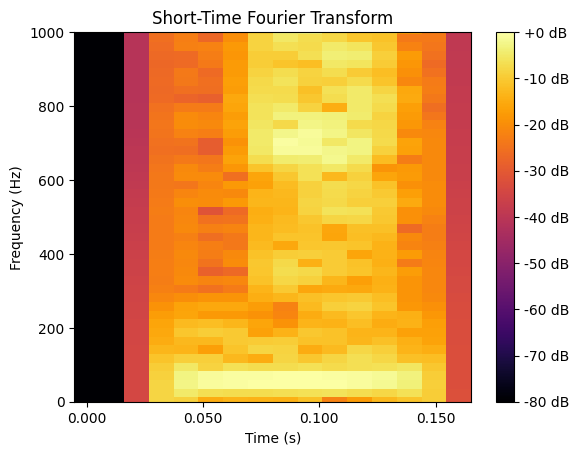 Short-Time Fourier Transform
1000
800
600
400
200
0
Frequency (Hz)
0.000
0.050
0.100
0.150
Time (s)
+0 dB
-10 dB
-20 dB
-30 dB
-40 dB
-50 dB
-60 dB
-70 dB
-80 dB